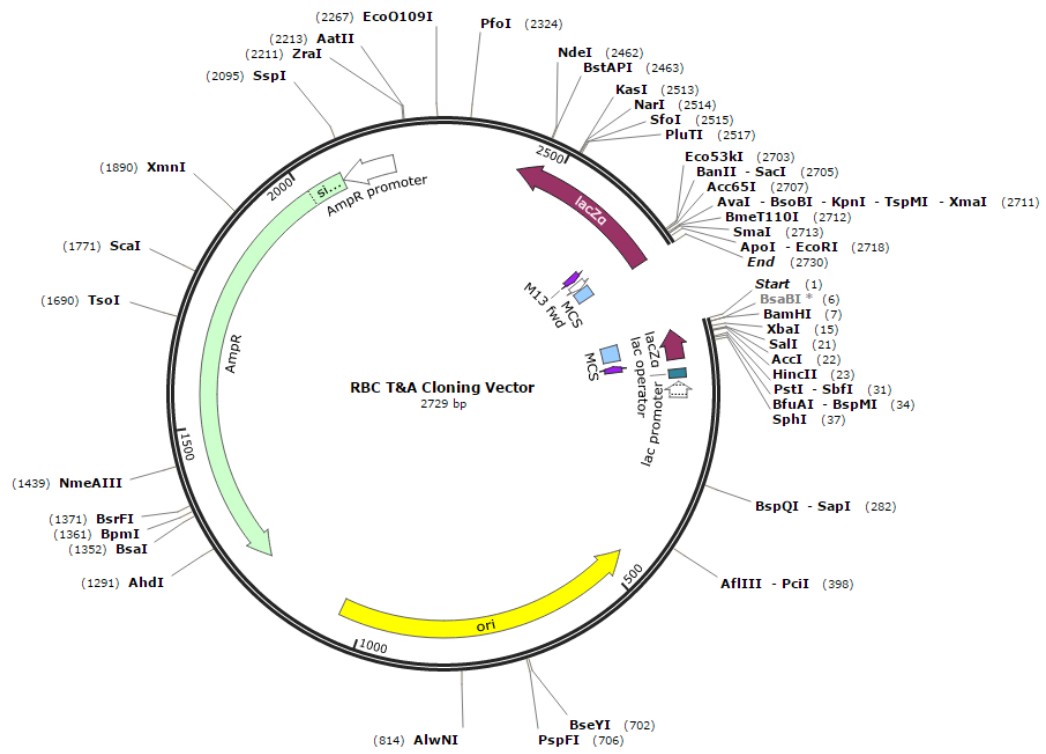 (2267) EcoO109I
PfoI (2324)
(2213) AatII
(2211) ZraI
(2095) SspI
NdeI (2462)
BstAPI (2463)
KasI (2513)
NarI (2514)
SfoI (2515)
PluTI (2517)
(1890) XmnI
(1771) ScaI
(1690) TsoI
Eco53kI (2703)
BanII - SacI (2705)
Acc65I (2707)
AvaI - BsoBI - KpnI - TspMI - XmaI (2711)
BmeT110I (2712)
SmaI (2713)
ApoI - EcoRI (2718)
End (2730)
Start (1)
BsaBI * (6)
BamHI (7)
XbaI (15)
SalI (21)
AccI (22)
HincII (23)
PstI - SbfI (31)
BfuAI - BspMI (34)
SphI (37)
2500
2000
si...
AmpR promoter
lacZα
M13 fwd
MCS
AmpR
MCS
lacZα
lac operator
lac promoter
RBC T&A Cloning Vector
2729 bp
1500
(1439) NmeAIII
(1371) BsrFI
(1361) BpmI
(1352) BsaI
(1291) AhdI
BspQI - SapI (282)
AflIII - PciI (398)
500
ori
1000
BseYI (702)
(814) AlwNI
PspFI (706)